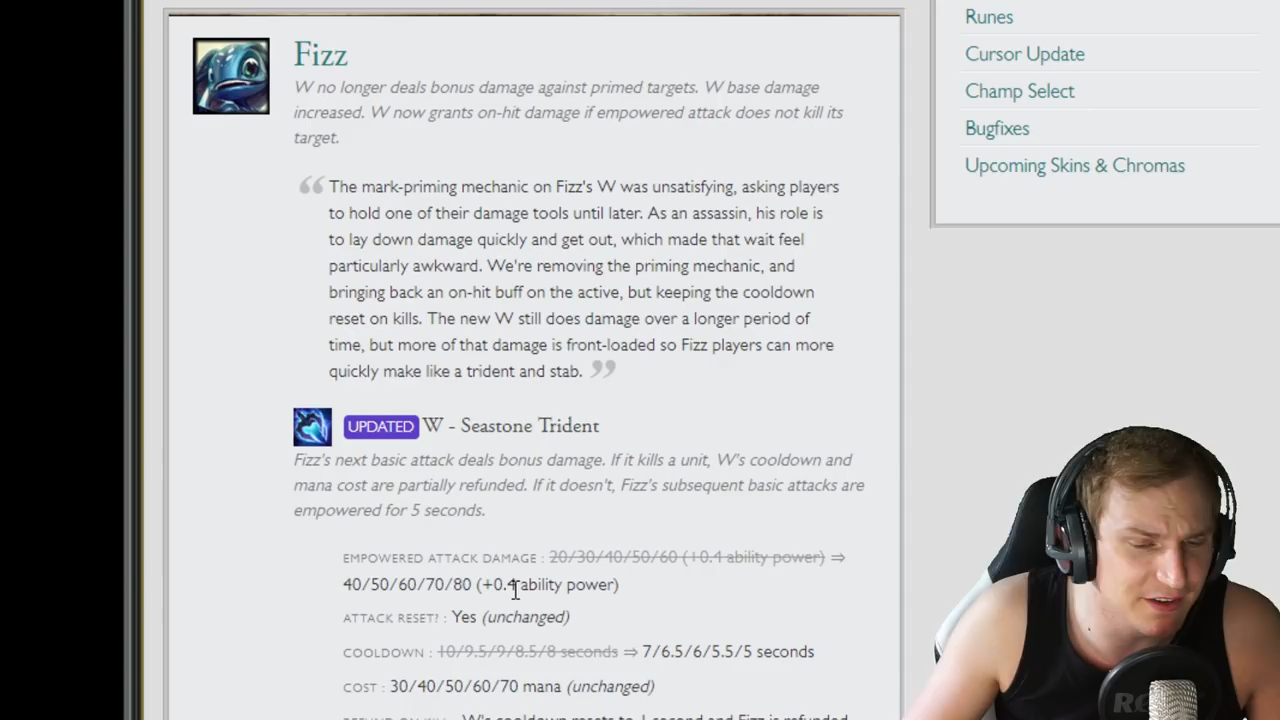 Fizz
W no longer deals bonus damage against primed targets. W base damage
increased. W now grants on-hit damage if empowered attack does not kill its
target.
“ The mark-priming mechanic on Fizz's W was unsatisfying, asking players
to hold one of their damage tools until later. As an assassin, his role is
to lay down damage quickly and get out, which made that wait feel
particularly awkward. We're removing the priming mechanic, and
bringing back an on-hit buff on the active, but keeping the cooldown
reset on kills. The new W still does damage over a longer period of
time, but more of that damage is front-loaded so Fizz players can more
quickly make like a trident and stab. ”
UPDATED W - Seastone Trident
Fizz's next basic attack deals bonus damage. If it kills a unit, W's cooldown and
mana cost are partially refunded. If it doesn't, Fizz's subsequent basic attacks are
empowered for 5 seconds.
EMPOWERED ATTACK DAMAGE : 20/30/40/50/60 (+0.4 ability power) ⇒
40/50/60/70/80 (+0.4 ability power)
ATTACK RESET? : Yes (unchanged)
COOLDOWN : 10/9.5/9/8.5/8 seconds ⇒ 7/6.5/6/5.5/5 seconds
COST : 30/40/50/60/70 mana (unchanged)
W's cooldown resets to 1 second and Fizz is refunded
Runes
Cursor Update
Champ Select
Bugfixes
Upcoming Skins & Chromas